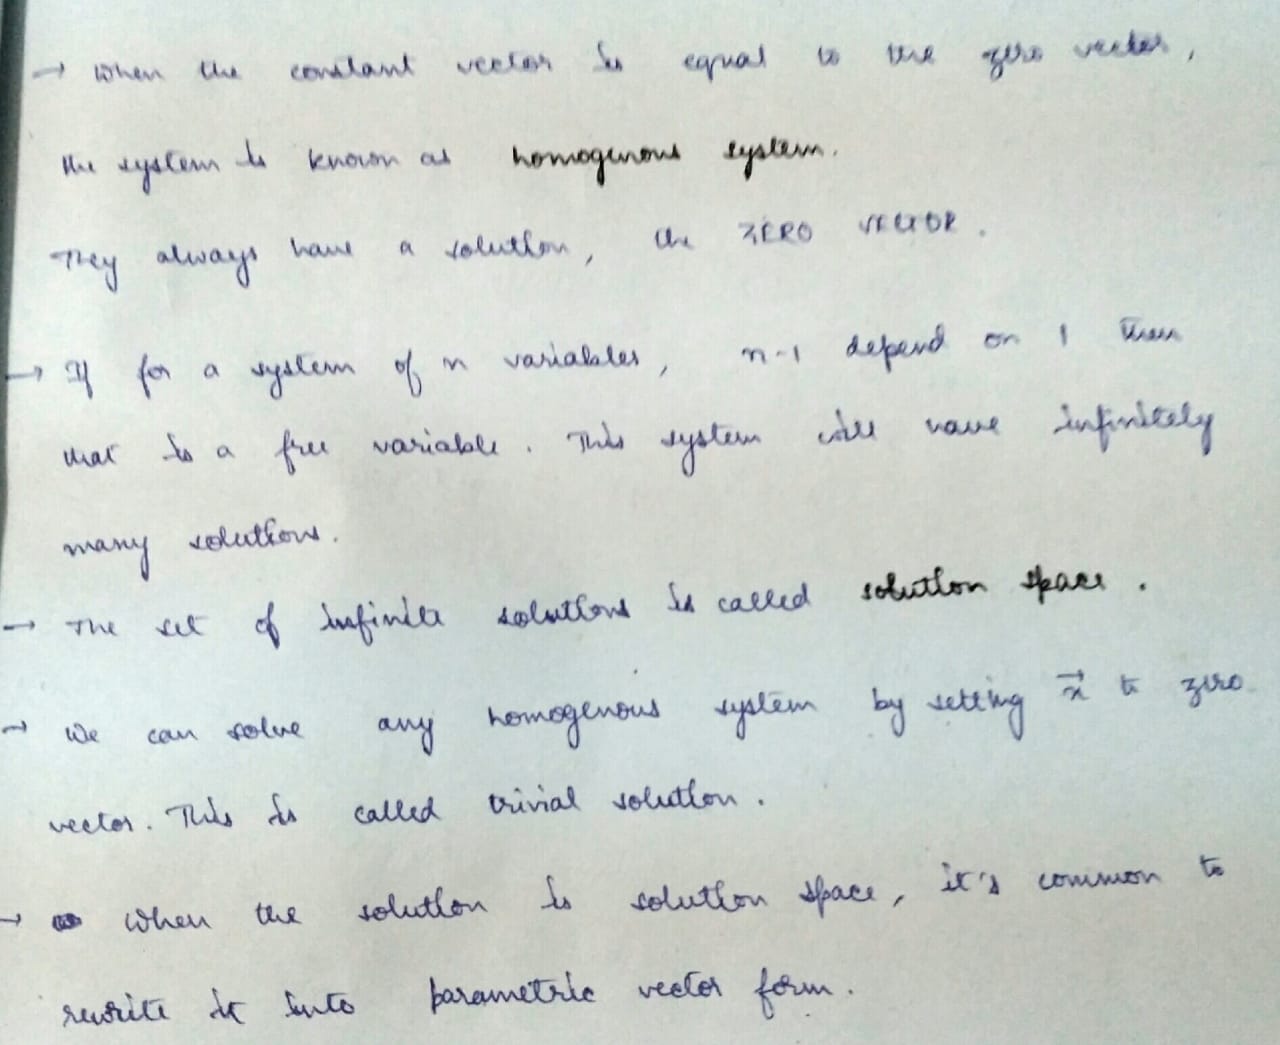 → When the constant vector is equal to the zero vector,
the system is known as homogenous system.
They always have a solution, the ZERO VECTOR.
→ If for a system of n variables, n-1 depend on 1 then
that is a free variable. This system will have infinitely
many solutions.
→ The set of infinite solutions is called solution space.
→ We can solve any homogenous system by setting x⃗ to zero
vector. This is called trivial solution.
→ When the solution is solution space, it's common to
rewrite it into parametric vector form.